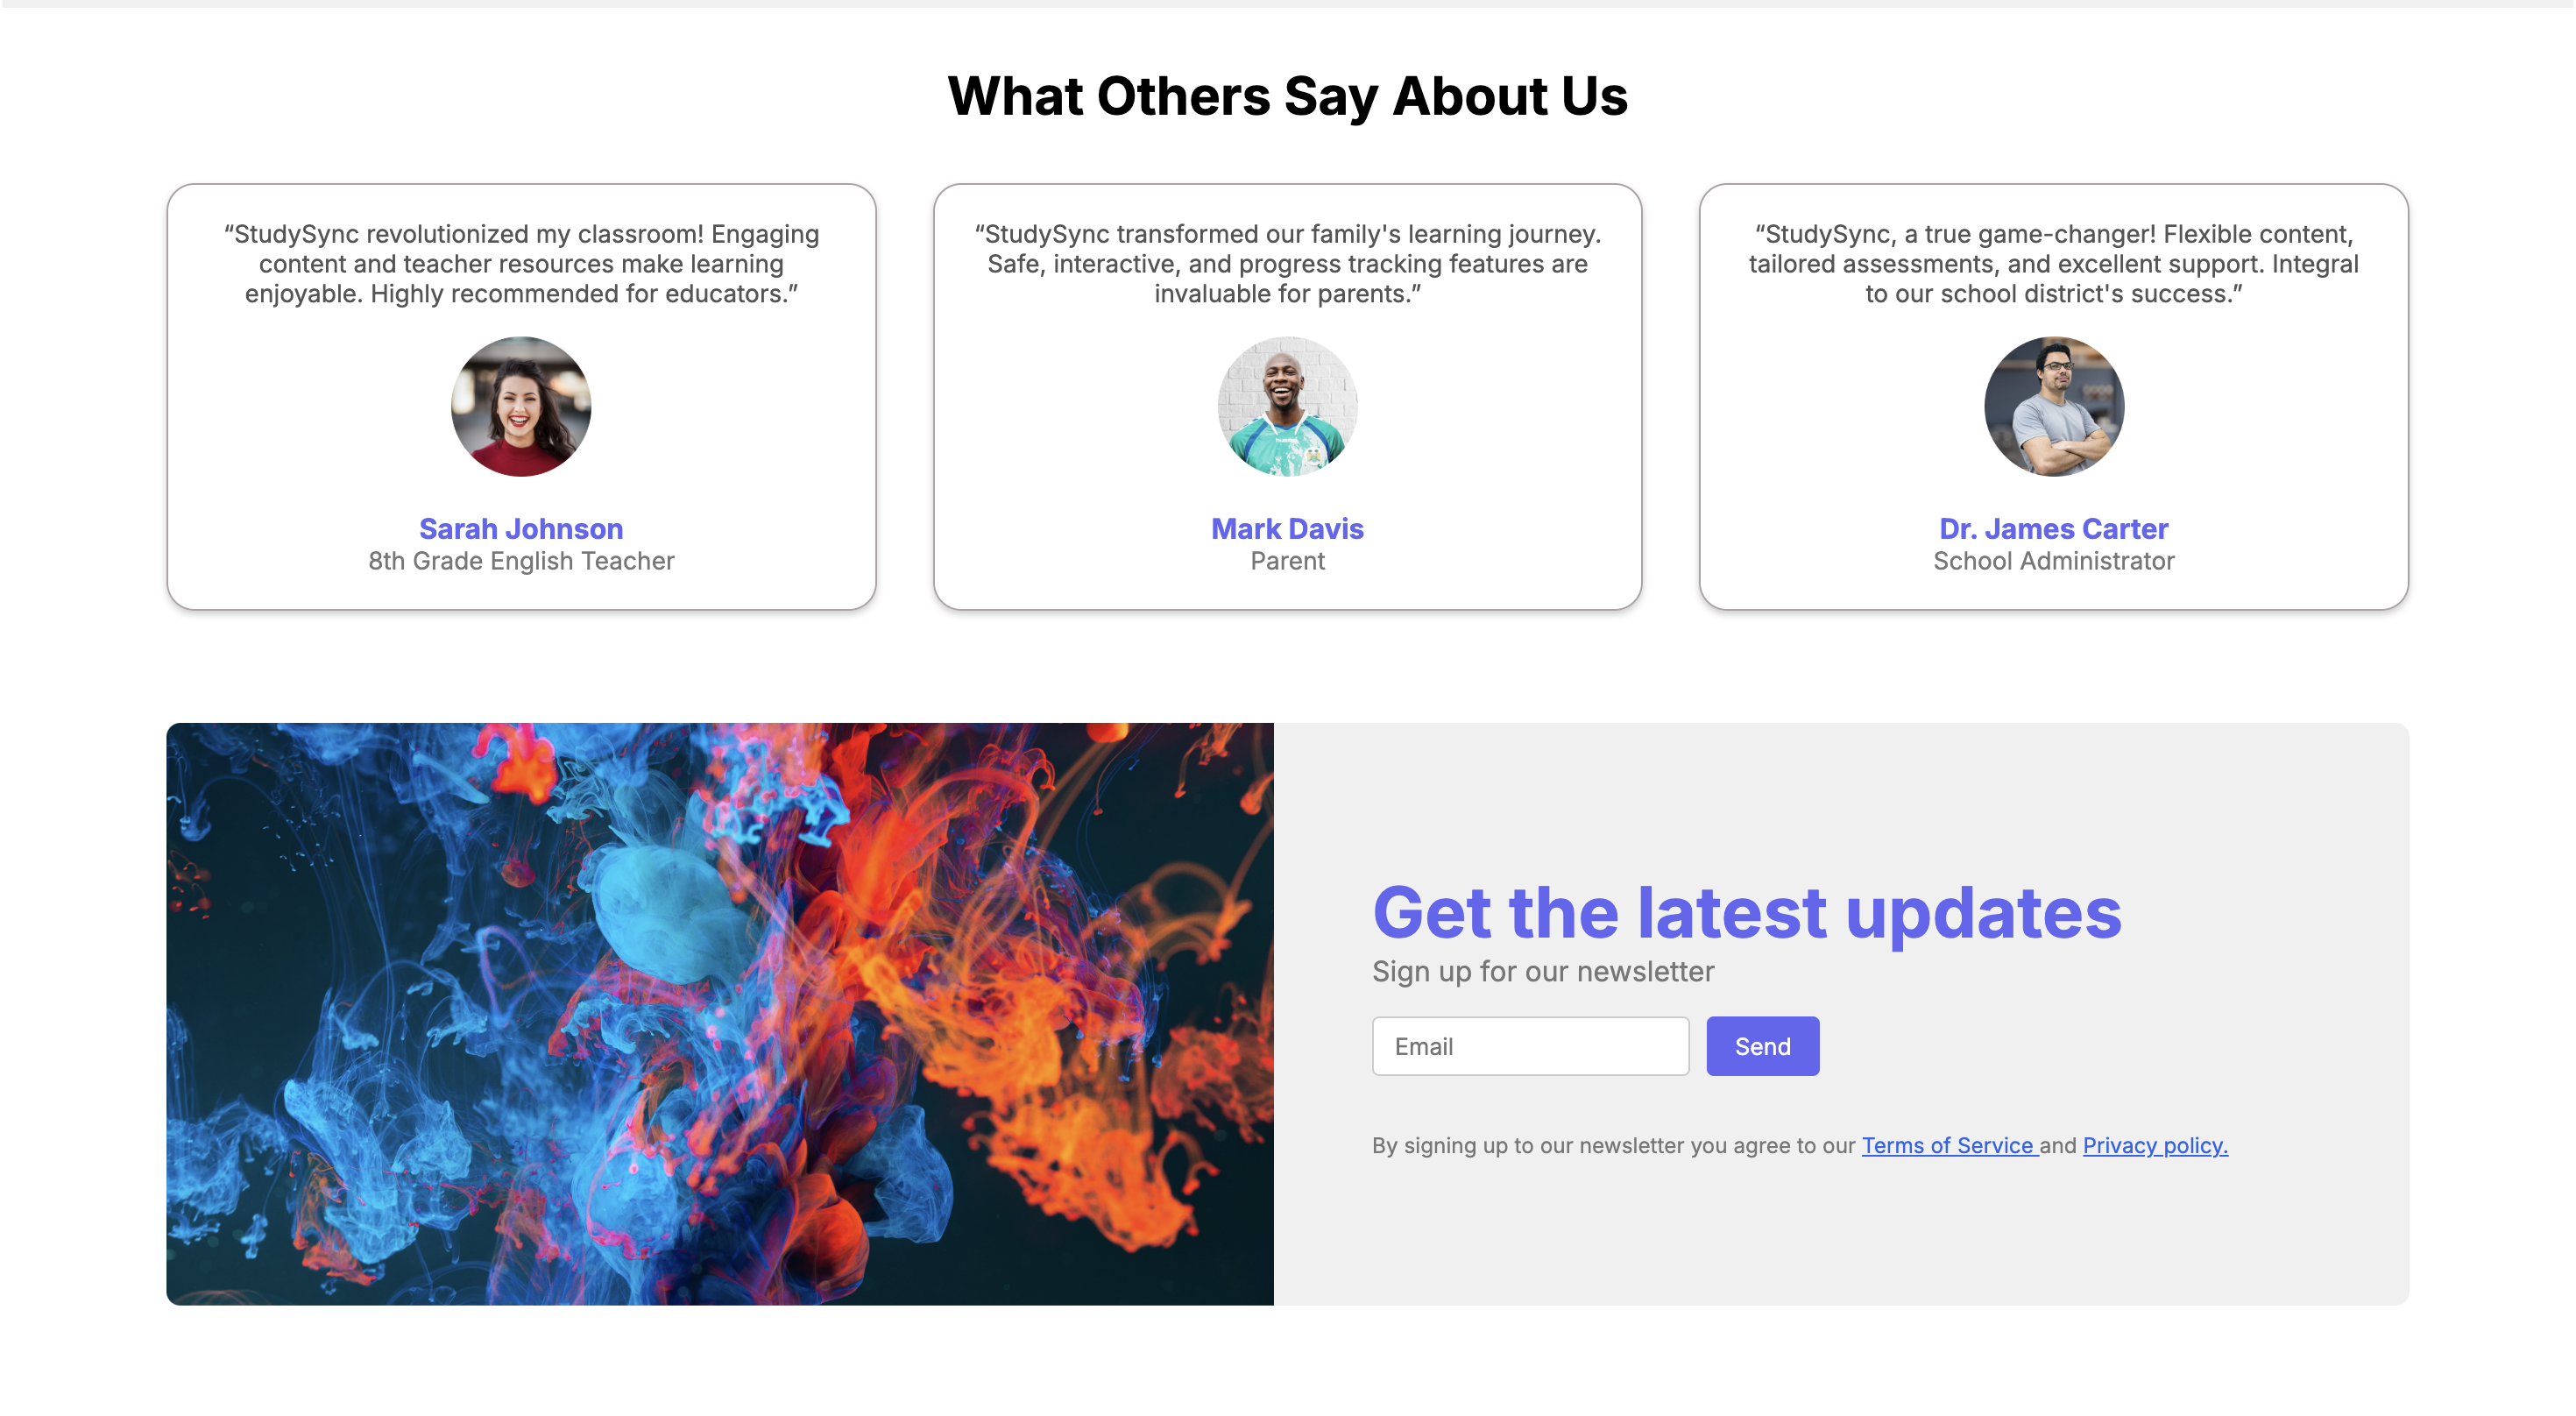 What Others Say About Us
“StudySync revolutionized my classroom! Engaging
content and teacher resources make learning
enjoyable. Highly recommended for educators.”
Sarah Johnson
8th Grade English Teacher
“StudySync transformed our family's learning journey.
Safe, interactive, and progress tracking features are
invaluable for parents.”
Mark Davis
Parent
“StudySync, a true game-changer! Flexible content,
tailored assessments, and excellent support. Integral
to our school district's success.”
Dr. James Carter
School Administrator
Get the latest updates
Sign up for our newsletter
Email
Send
By signing up to our newsletter you agree to our Terms of Service and Privacy policy.